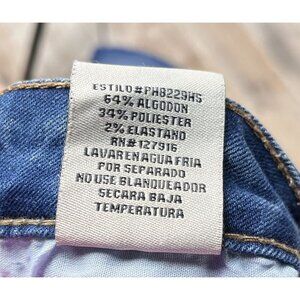 ESTILO#PH8229HS
64% ALGODON
34% POLIESTER
2% ELASTANO
RN#127916
LAVAR EN AGUA FRIA
POR SEPARADO
NO USE BLANQUEADOR
SECAR A BAJA
TEMPERATURA